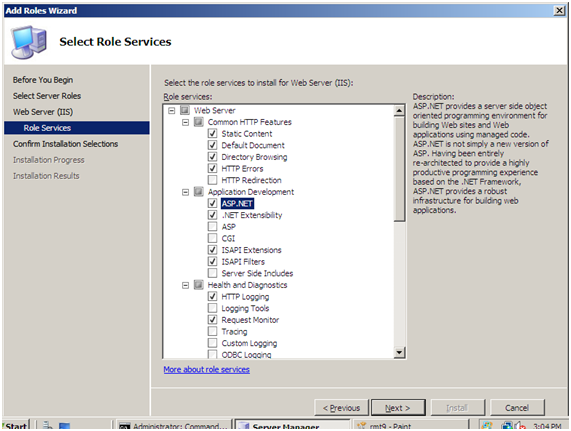 Add Roles Wizard
Select Role Services
Before You Begin
Select Server Roles
Web Server (IIS)
Role Services
Confirm Installation Selections
Installation Progress
Installation Results
Select the role services to install for Web Server (IIS):
Role services:
Web Server
Common HTTP Features
Static Content
Default Document
Directory Browsing
HTTP Errors
HTTP Redirection
Application Development
ASP.NET
.NET Extensibility
ASP
CGI
ISAPI Extensions
ISAPI Filters
Server Side Includes
Health and Diagnostics
HTTP Logging
Logging Tools
Request Monitor
Tracing
Custom Logging
ODBC Logging
More about role services
Description:
ASP.NET provides a server side object
oriented programming environment for
building Web sites and Web
applications using managed code.
ASP.NET is not simply a new version of
ASP. Having been entirely
re-architected to provide a highly
productive programming experience
based on the .NET Framework,
ASP.NET provides a robust
infrastructure for building web
applications.
< Previous
Next >
Install
Cancel
Start
Administrator: Command...
Server Manager
rmt9 - Paint
3:04 PM